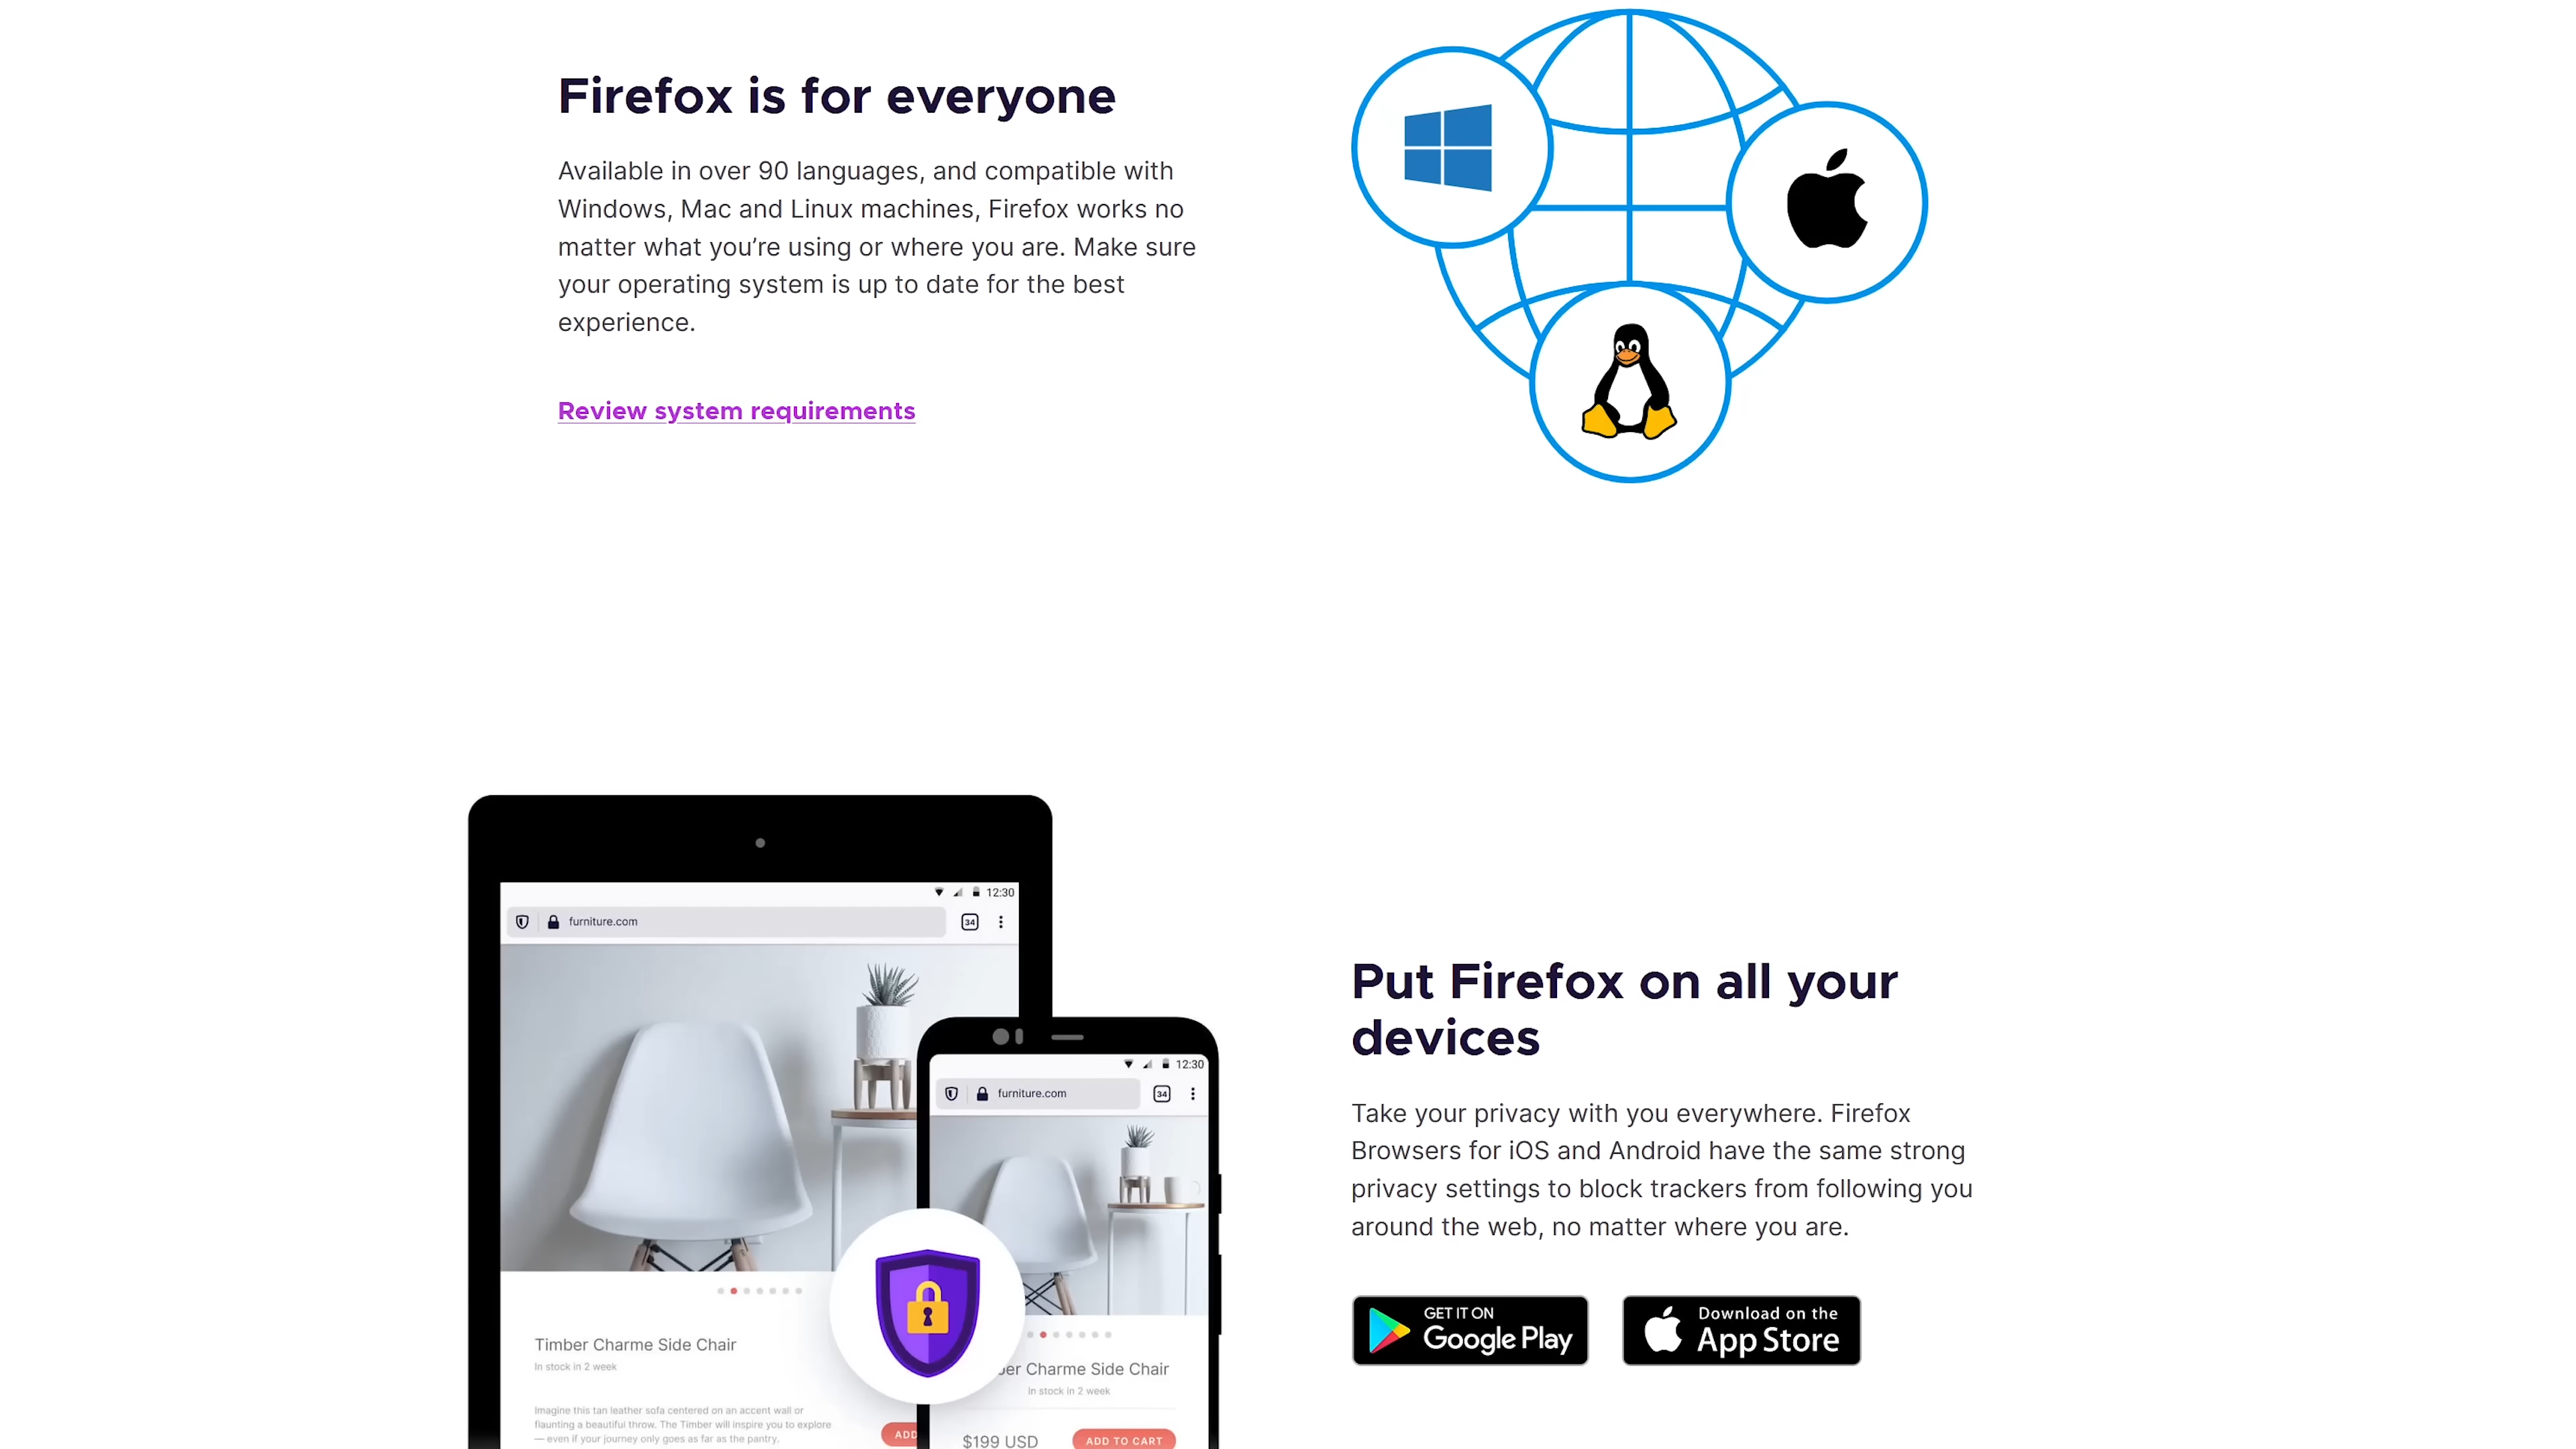 Firefox is for everyone
Available in over 90 languages, and compatible with
Windows, Mac and Linux machines, Firefox works no
matter what you’re using or where you are. Make sure
your operating system is up to date for the best
experience.
Review system requirements
12:30
furniture.com
34
Timber Charme Side Chair
In stock in 2 week
Imagine this tan leather sofa centered on an accent wall or
flaunting a beautiful throw. The Timber will inspire you to explore
— even if your journey only goes as far as the pantry.
ADD
12:30
furniture.com
34
er Charme Side Chair
In stock in 2 week
$199 USD
ADD TO CART
Put Firefox on all your
devices
Take your privacy with you everywhere. Firefox
Browsers for iOS and Android have the same strong
privacy settings to block trackers from following you
around the web, no matter where you are.
GET IT ON
Google Play
Download on the
App Store